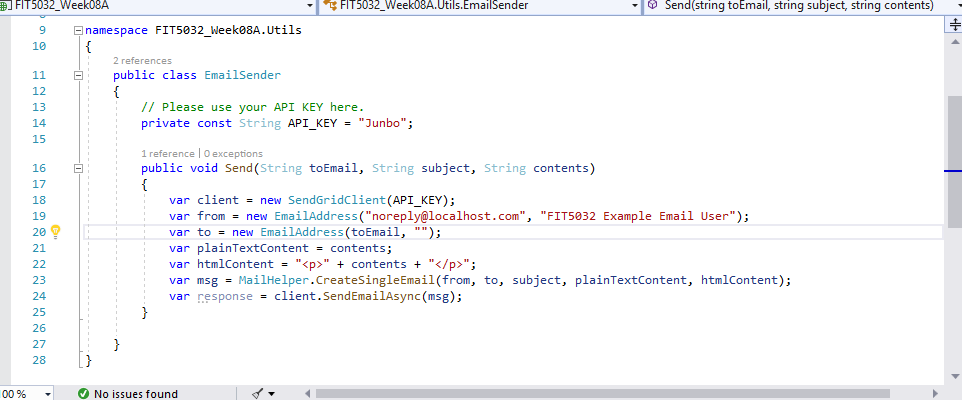 FIT5032_Week08A
FIT5032_Week08A.Utils.EmailSender
Send(string toEmail, string subject, string contents)
9 namespace FIT5032_Week08A.Utils
10 {
2 references
11 public class EmailSender
12 {
13 // Please use your API KEY here.
14 private const String API_KEY = "Junbo";
15
1 reference | 0 exceptions
16 public void Send(String toEmail, String subject, String contents)
17 {
18 var client = new SendGridClient(API_KEY);
19 var from = new EmailAddress("noreply@localhost.com", "FIT5032 Example Email User");
20 var to = new EmailAddress(toEmail, "");
21 var plainTextContent = contents;
22 var htmlContent = "<p>" + contents + "</p>";
23 var msg = MailHelper.CreateSingleEmail(from, to, subject, plainTextContent, htmlContent);
24 var response = client.SendEmailAsync(msg);
25 }
26
27 }
28 }
00 % No issues found